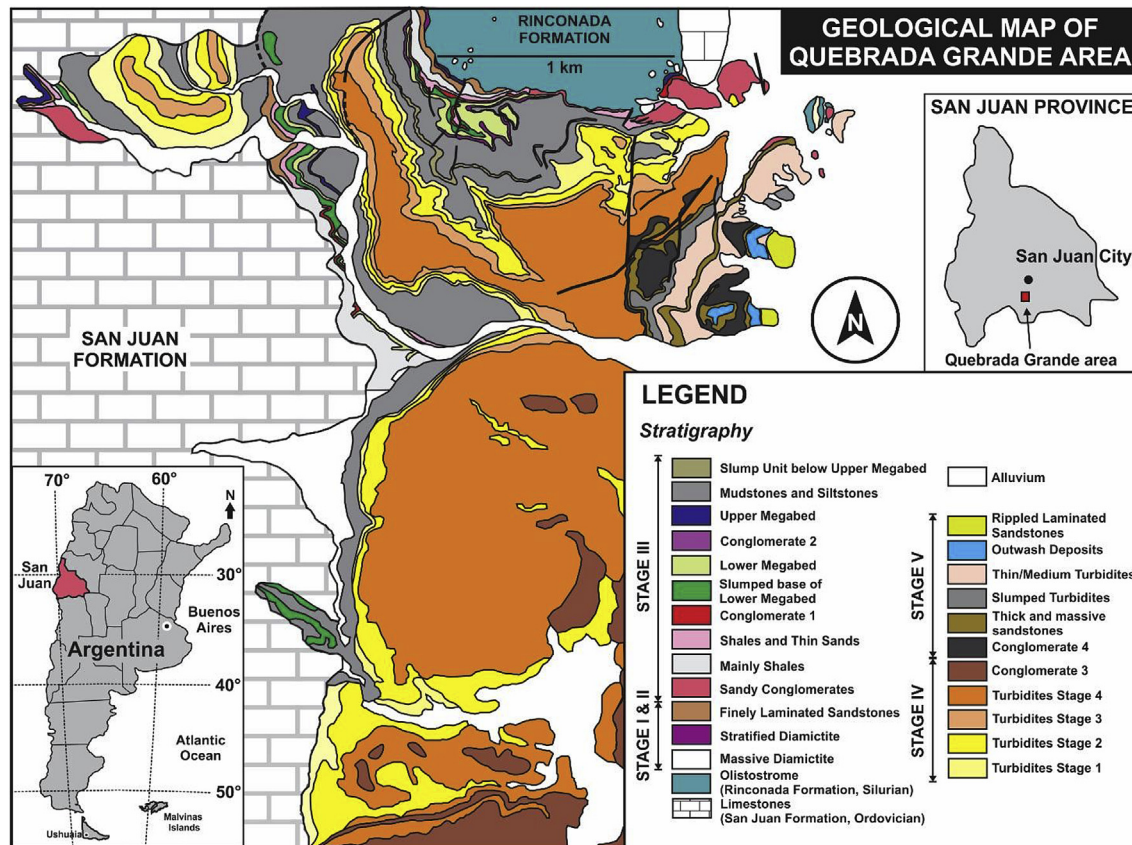 RINCONADA
FORMATION
1 km
GEOLOGICAL MAP OF
QUEBRADA GRANDE AREA
SAN JUAN PROVINCE
San Juan City
Quebrada Grande area
N
SAN JUAN
FORMATION
70°
60°
N
San
Juan
30°
Buenos
Aires
Argentina
40°
Atlantic
Ocean
50°
Malvinas
Islands
Ushuaia
LEGEND
Stratigraphy
STAGE III
Slump Unit below Upper Megabed
Mudstones and Siltstones
Upper Megabed
Conglomerate 2
Lower Megabed
Slumped base of
Lower Megabed
Conglomerate 1
Shales and Thin Sands
Mainly Shales
Sandy Conglomerates
STAGE I & II
Finely Laminated Sandstones
Stratified Diamictite
Massive Diamictite
Olistostrome
(Rinconada Formation, Silurian)
Limestones
(San Juan Formation, Ordovician)
Alluvium
STAGE V
Rippled Laminated
Sandstones
Outwash Deposits
Thin/Medium Turbidites
Slumped Turbidites
Thick and massive
sandstones
Conglomerate 4
STAGE IV
Conglomerate 3
Turbidites Stage 4
Turbidites Stage 3
Turbidites Stage 2
Turbidites Stage 1